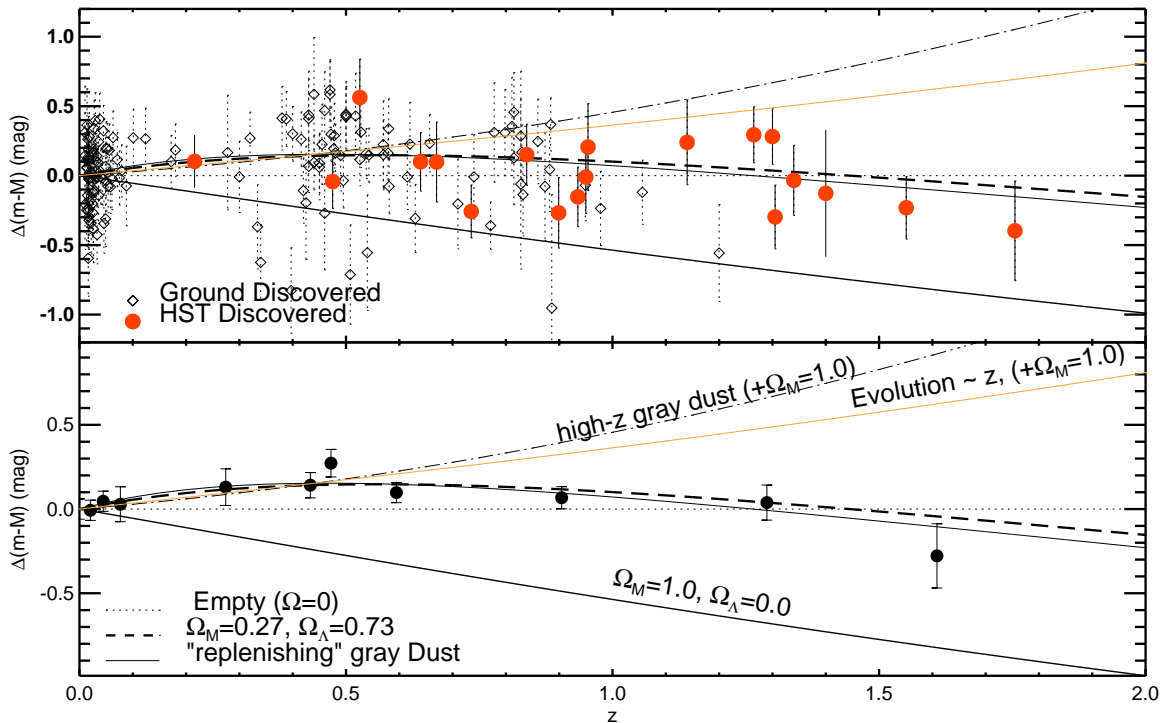 1.0
0.5
0.0
-0.5
-1.0
Δ(m-M) (mag)
Ground Discovered
HST Discovered
0.5
0.0
-0.5
Δ(m-M) (mag)
high-z gray dust (+Ω_M=1.0)
Evolution ~ z, (+Ω_M=1.0)
Ω_M=1.0, Ω_Λ=0.0
Empty (Ω=0)
Ω_M=0.27, Ω_Λ=0.73
"replenishing" gray Dust
0.0 0.5 1.0 1.5 2.0
z